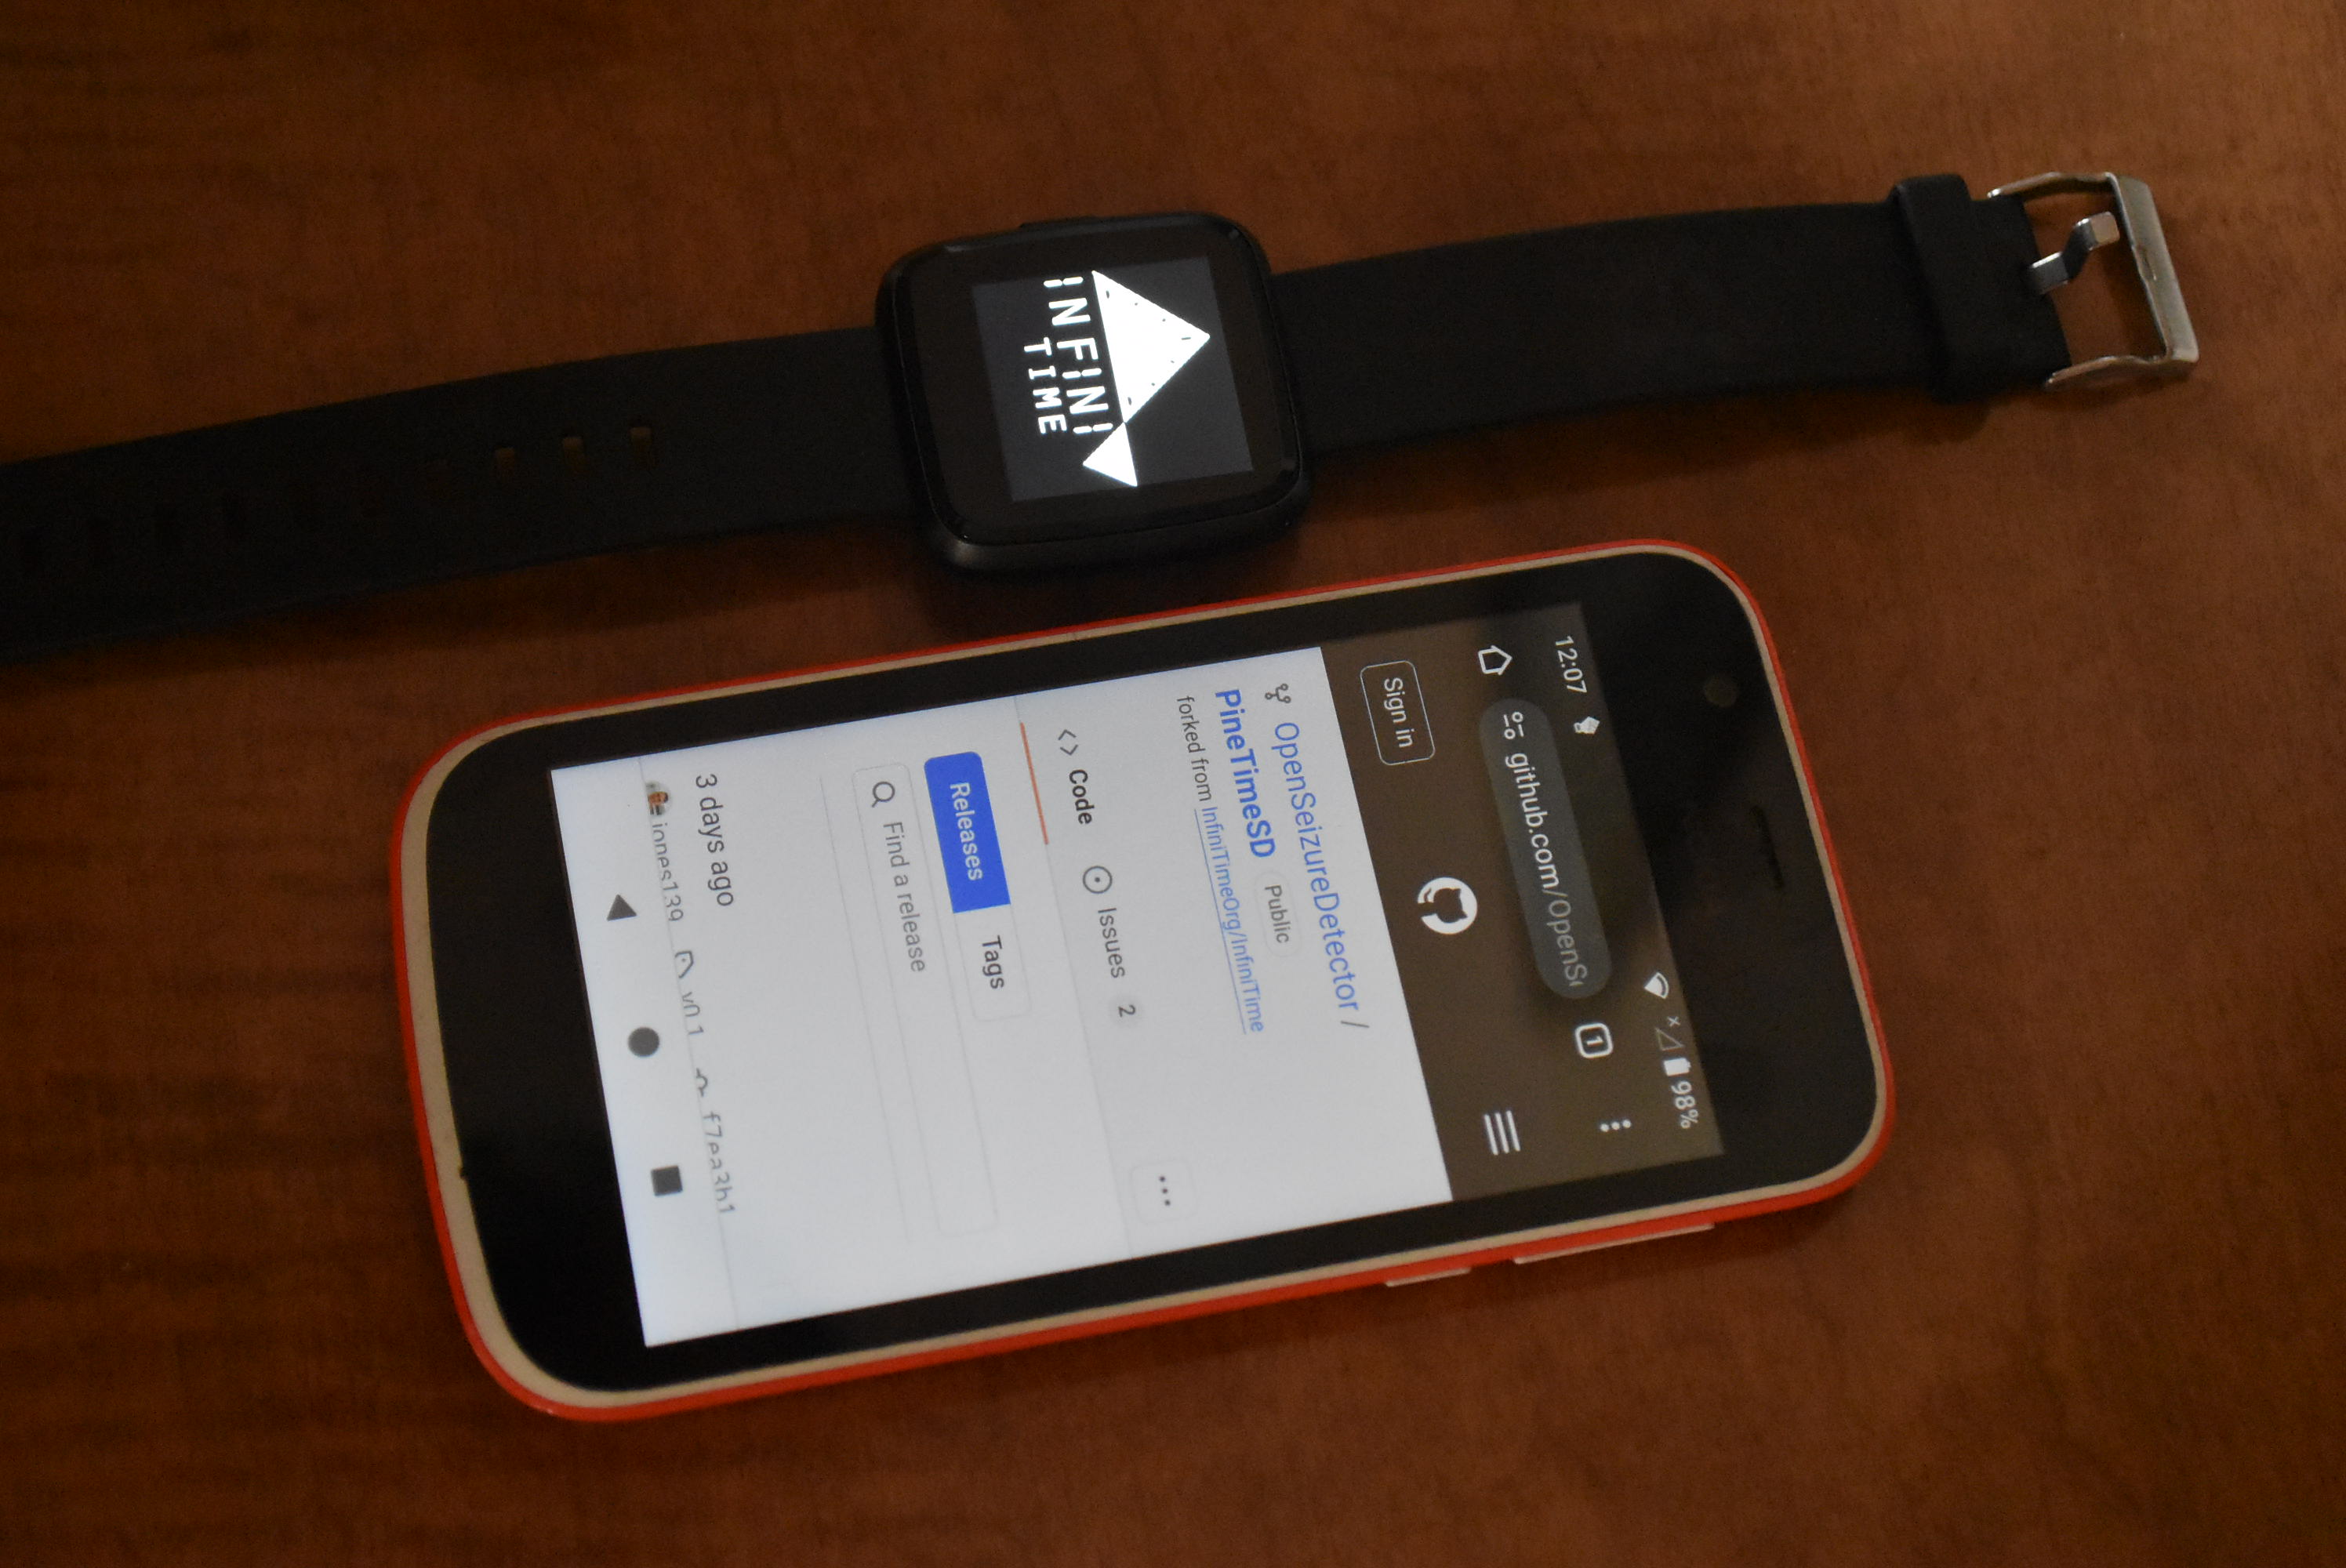 INFINI
TIME
12:07 98%
github.com/OpenS
1
Sign in
OpenSeizureDetector /
PineTimeSD Public
forked from InfiniTimeOrg/InfiniTime
Code Issues 2
Releases Tags
Find a release
3 days ago
jones139 v0.1 f7ea3b1